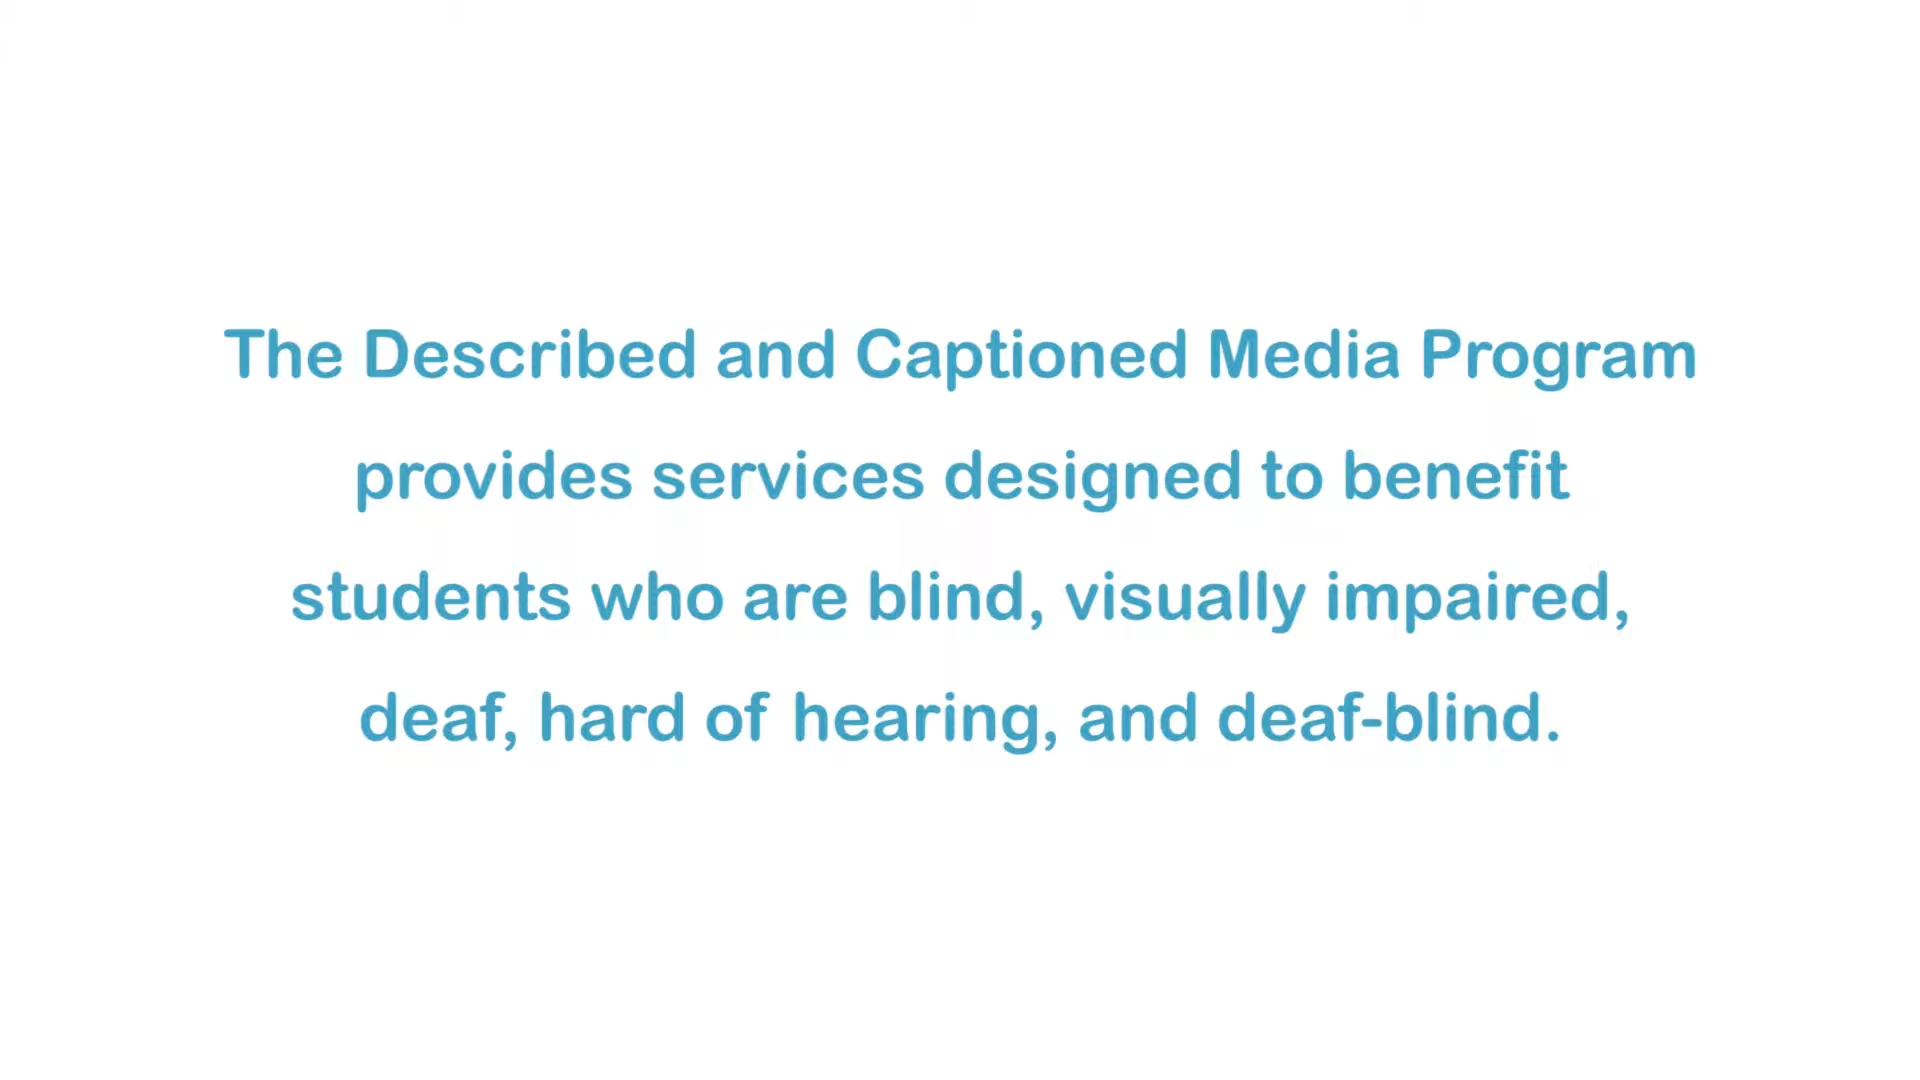 The Described and Captioned Media Program
provides services designed to benefit
students who are blind, visually impaired,
deaf, hard of hearing, and deaf-blind.